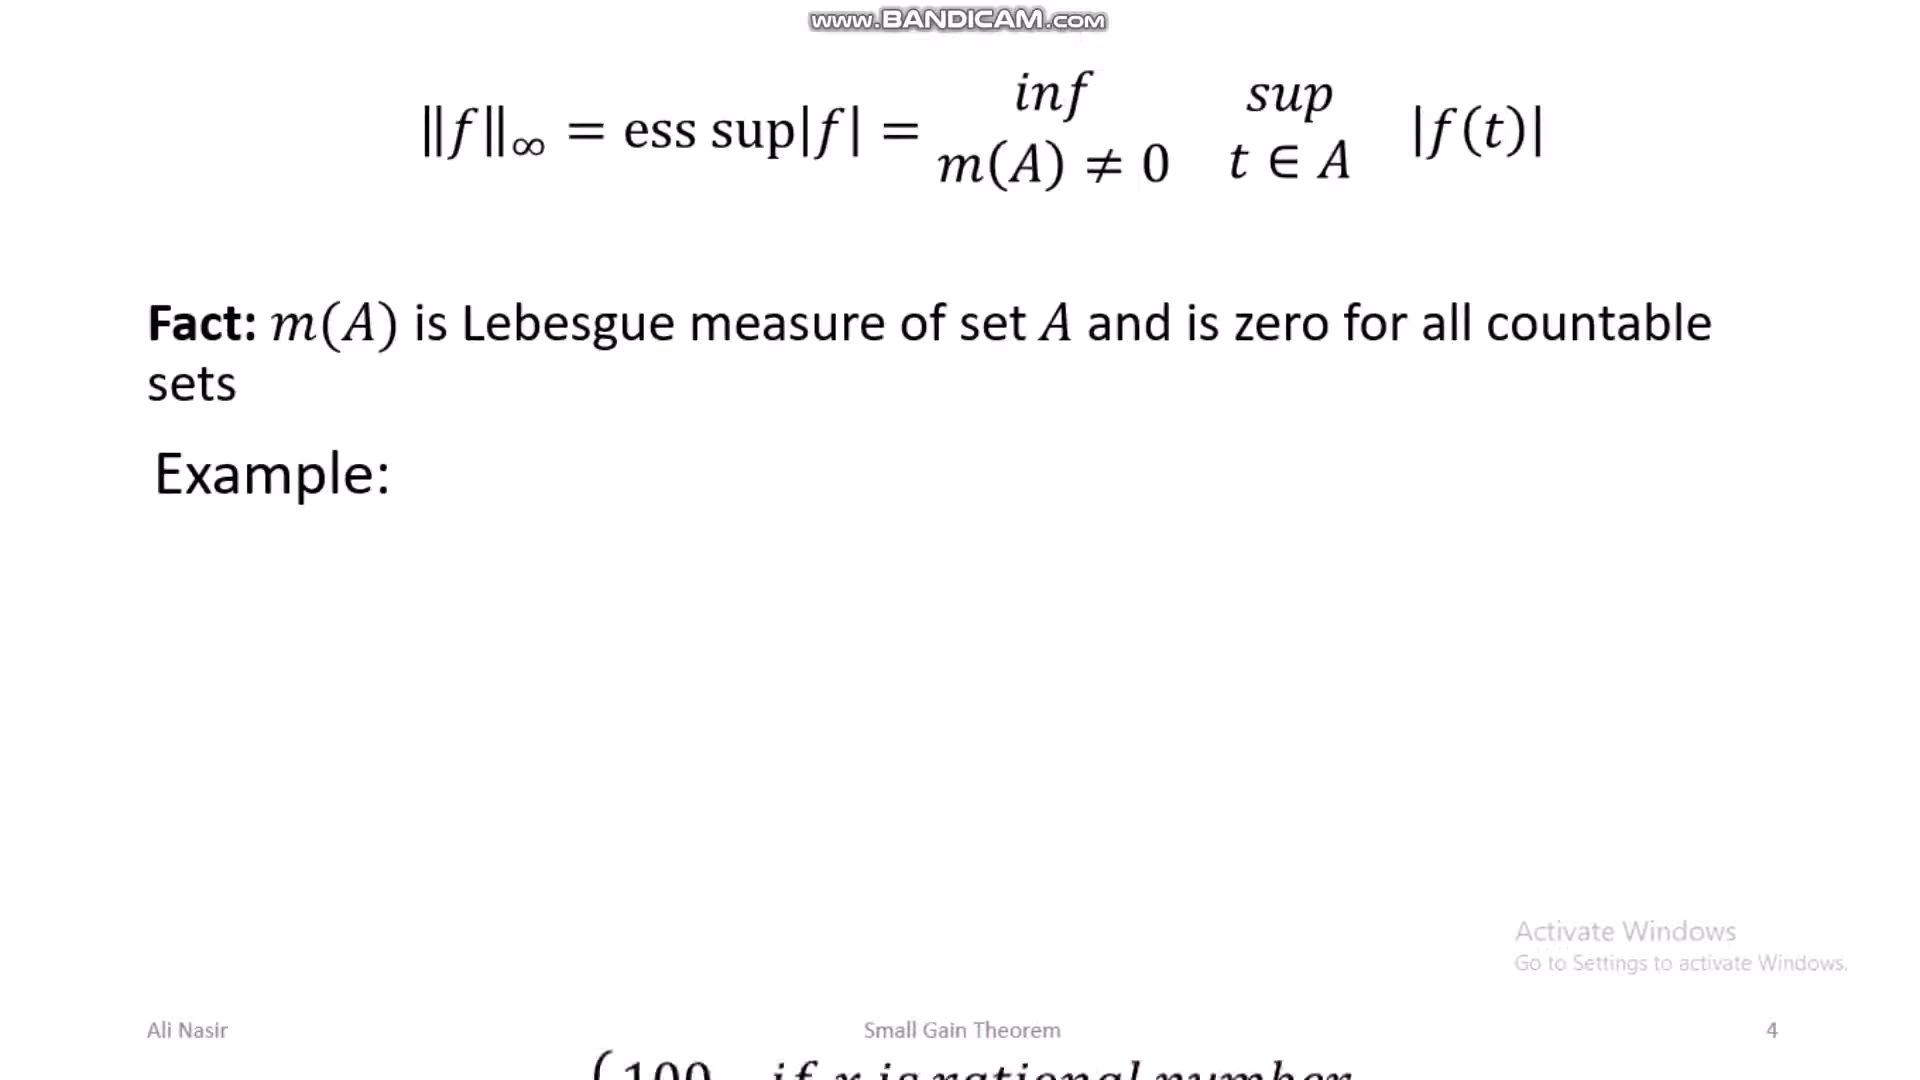 www.BANDICAM.com
‖f‖∞ = ess sup|f| = inf m(A) ≠ 0 sup t ∈ A |f(t)|
Fact: m(A) is Lebesgue measure of set A and is zero for all countable
sets
Example:
Activate Windows
Go to Settings to activate Windows.
Ali Nasir Small Gain Theorem 4
{100 if x is rational number